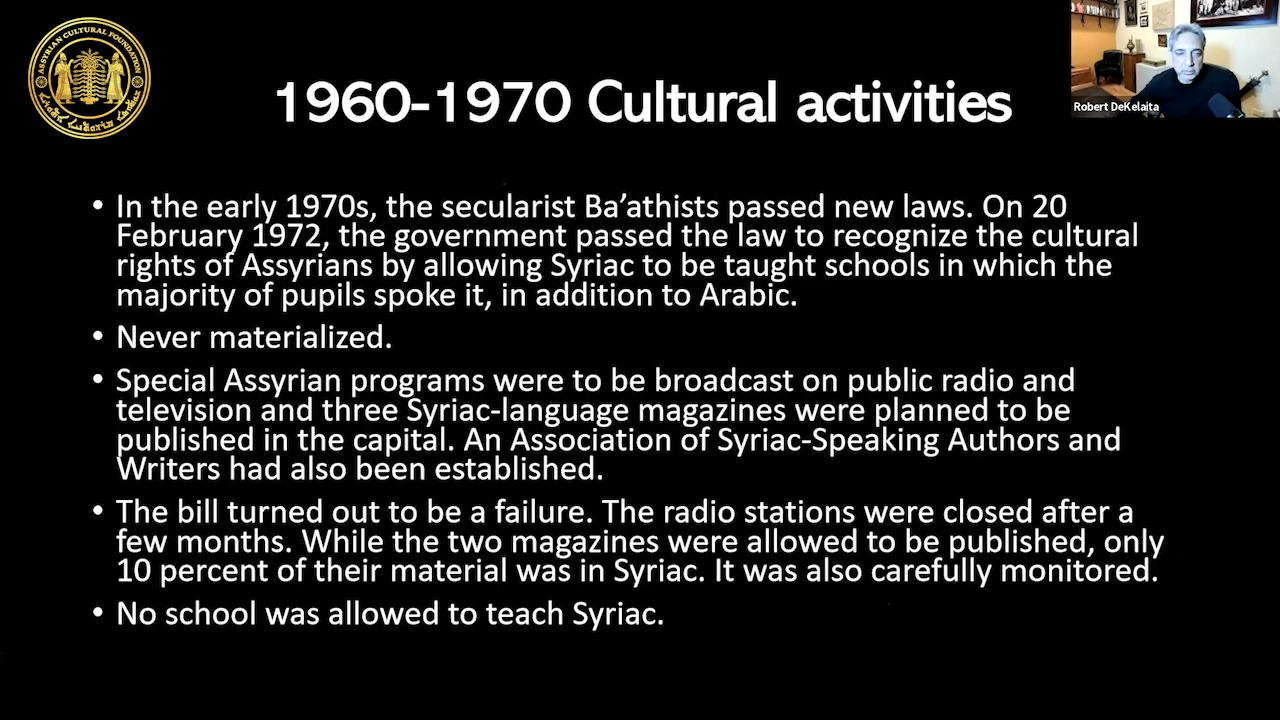 ASSYRIAN CULTURAL FOUNDATION
1960-1970 Cultural activities
Robert DeKelaita
• In the early 1970s, the secularist Ba’athists passed new laws. On 20
February 1972, the government passed the law to recognize the cultural
rights of Assyrians by allowing Syriac to be taught schools in which the
majority of pupils spoke it, in addition to Arabic.
• Never materialized.
• Special Assyrian programs were to be broadcast on public radio and
television and three Syriac-language magazines were planned to be
published in the capital. An Association of Syriac-Speaking Authors and
Writers had also been established.
• The bill turned out to be a failure. The radio stations were closed after a
few months. While the two magazines were allowed to be published, only
10 percent of their material was in Syriac. It was also carefully monitored.
• No school was allowed to teach Syriac.